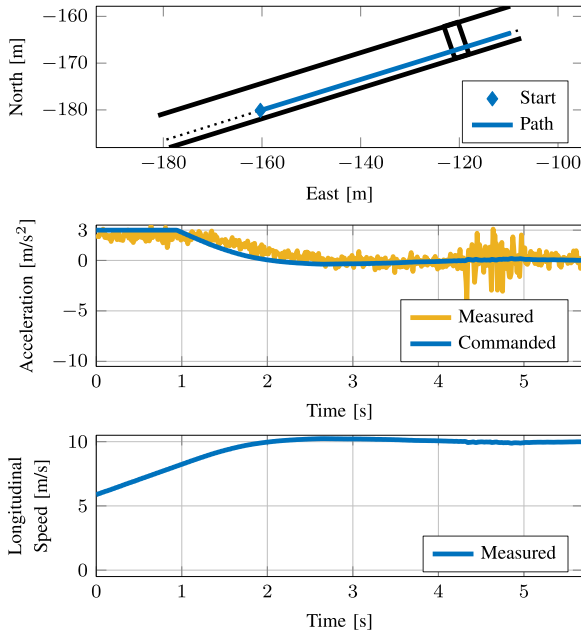 −160
−170
−180
North [m]
Start
Path
−180
−160
−140
−120
−100
East [m]
3
0
−5
−10
Acceleration [m/s²]
Measured
Commanded
0
1
2
3
4
5
Time [s]
10
5
0
Longitudinal
Speed [m/s]
Measured
0
1
2
3
4
5
Time [s]